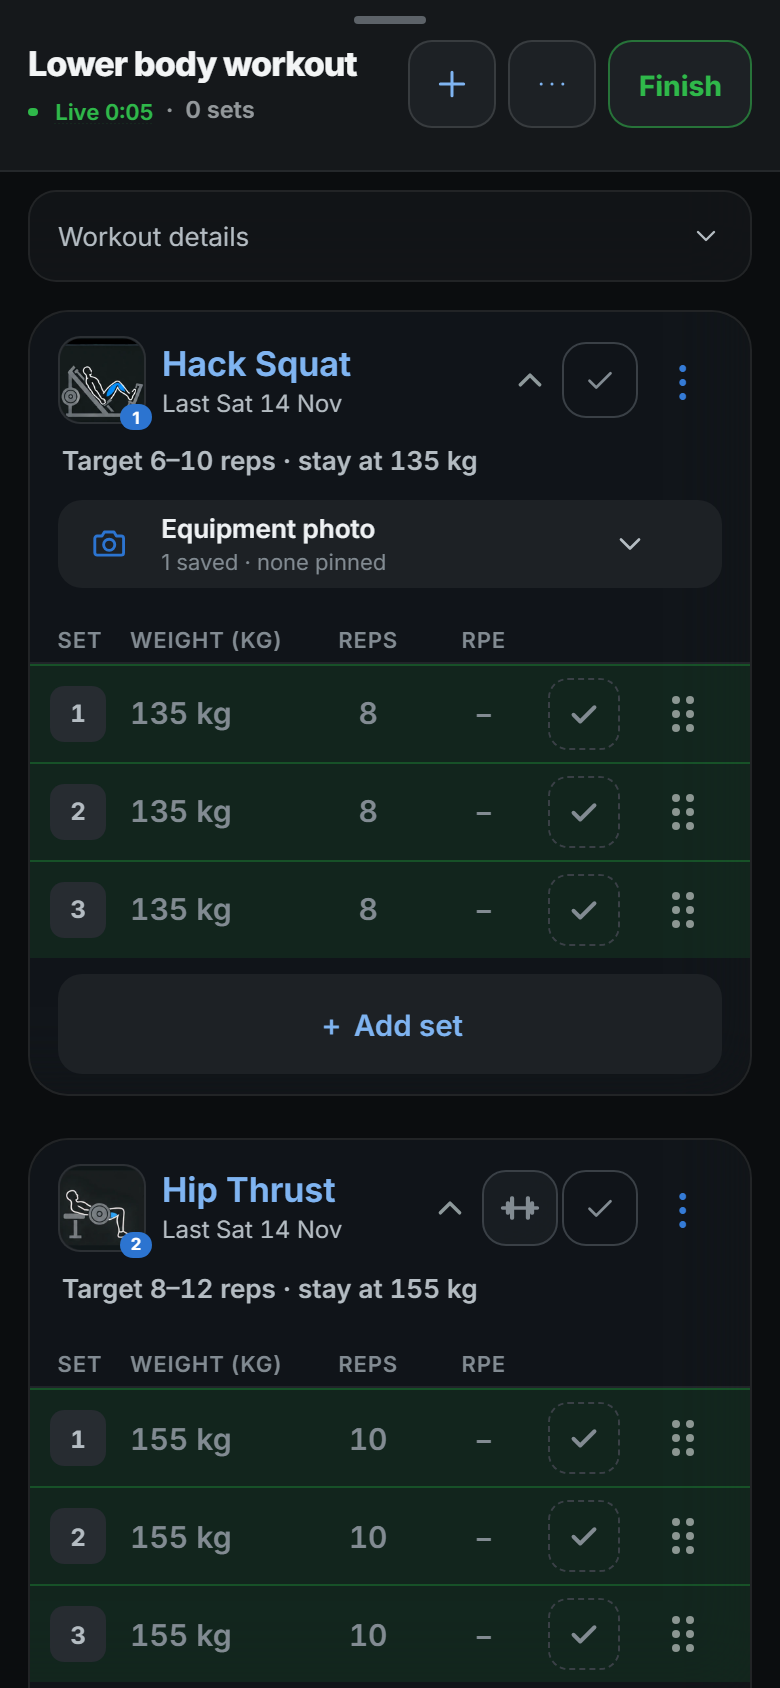 Lower body workout
Live 0:05 · 0 sets
+
...
Finish
Workout details
Hack Squat
Last Sat 14 Nov
1
Target 6–10 reps · stay at 135 kg
Equipment photo
1 saved · none pinned
SET WEIGHT (KG) REPS RPE
1 135 kg 8 –
2 135 kg 8 –
3 135 kg 8 –
+ Add set
Hip Thrust
Last Sat 14 Nov
2
Target 8–12 reps · stay at 155 kg
SET WEIGHT (KG) REPS RPE
1 155 kg 10 –
2 155 kg 10 –
3 155 kg 10 –